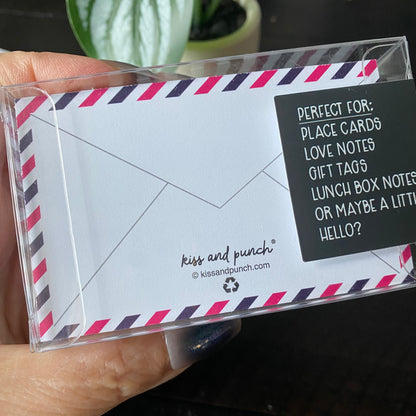 PERFECT FOR:
PLACE CARDS
LOVE NOTES
GIFT TAGS
LUNCH BOX NOTES
OR MAYBE A LITTL
HELLO?
kiss and punch®
© kissandpunch.com